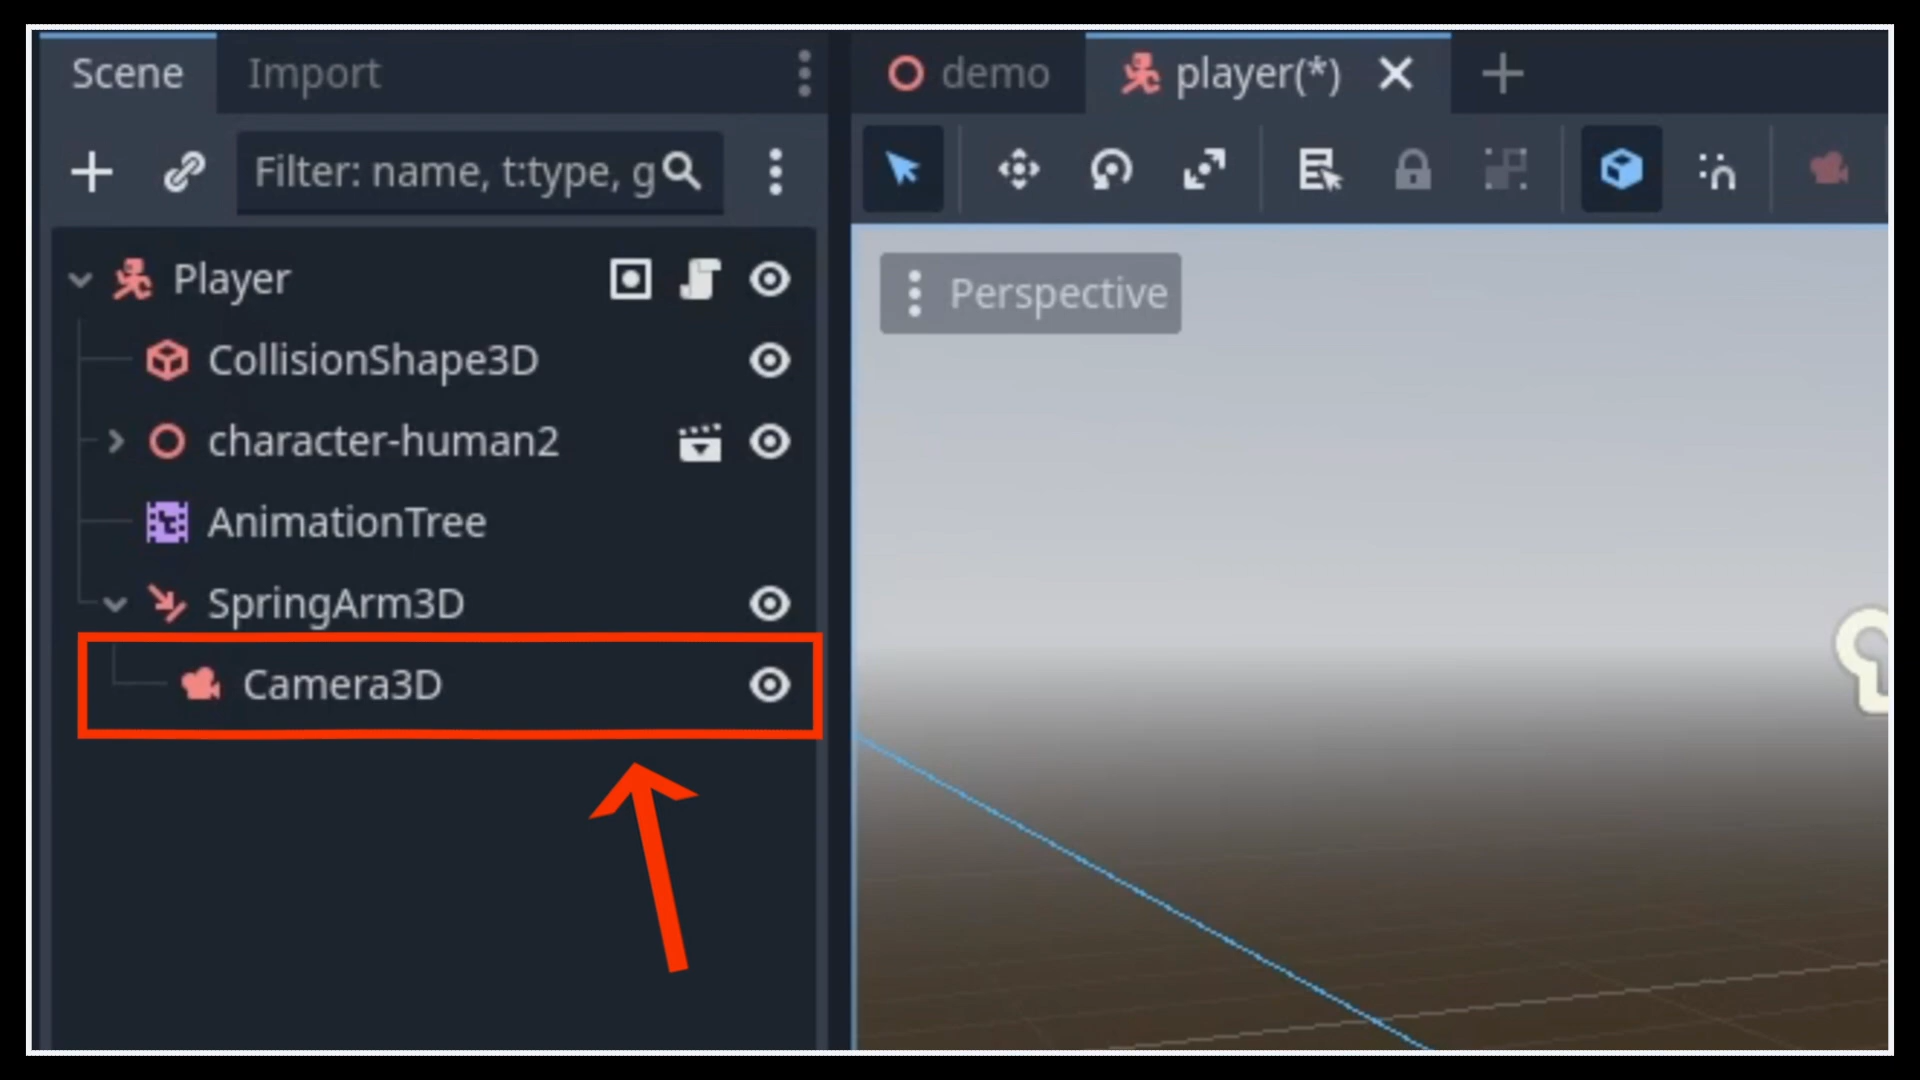 Scene Import
demo player(*)
Filter: name, t:type, g
Perspective
Player
CollisionShape3D
character-human2
AnimationTree
SpringArm3D
Camera3D